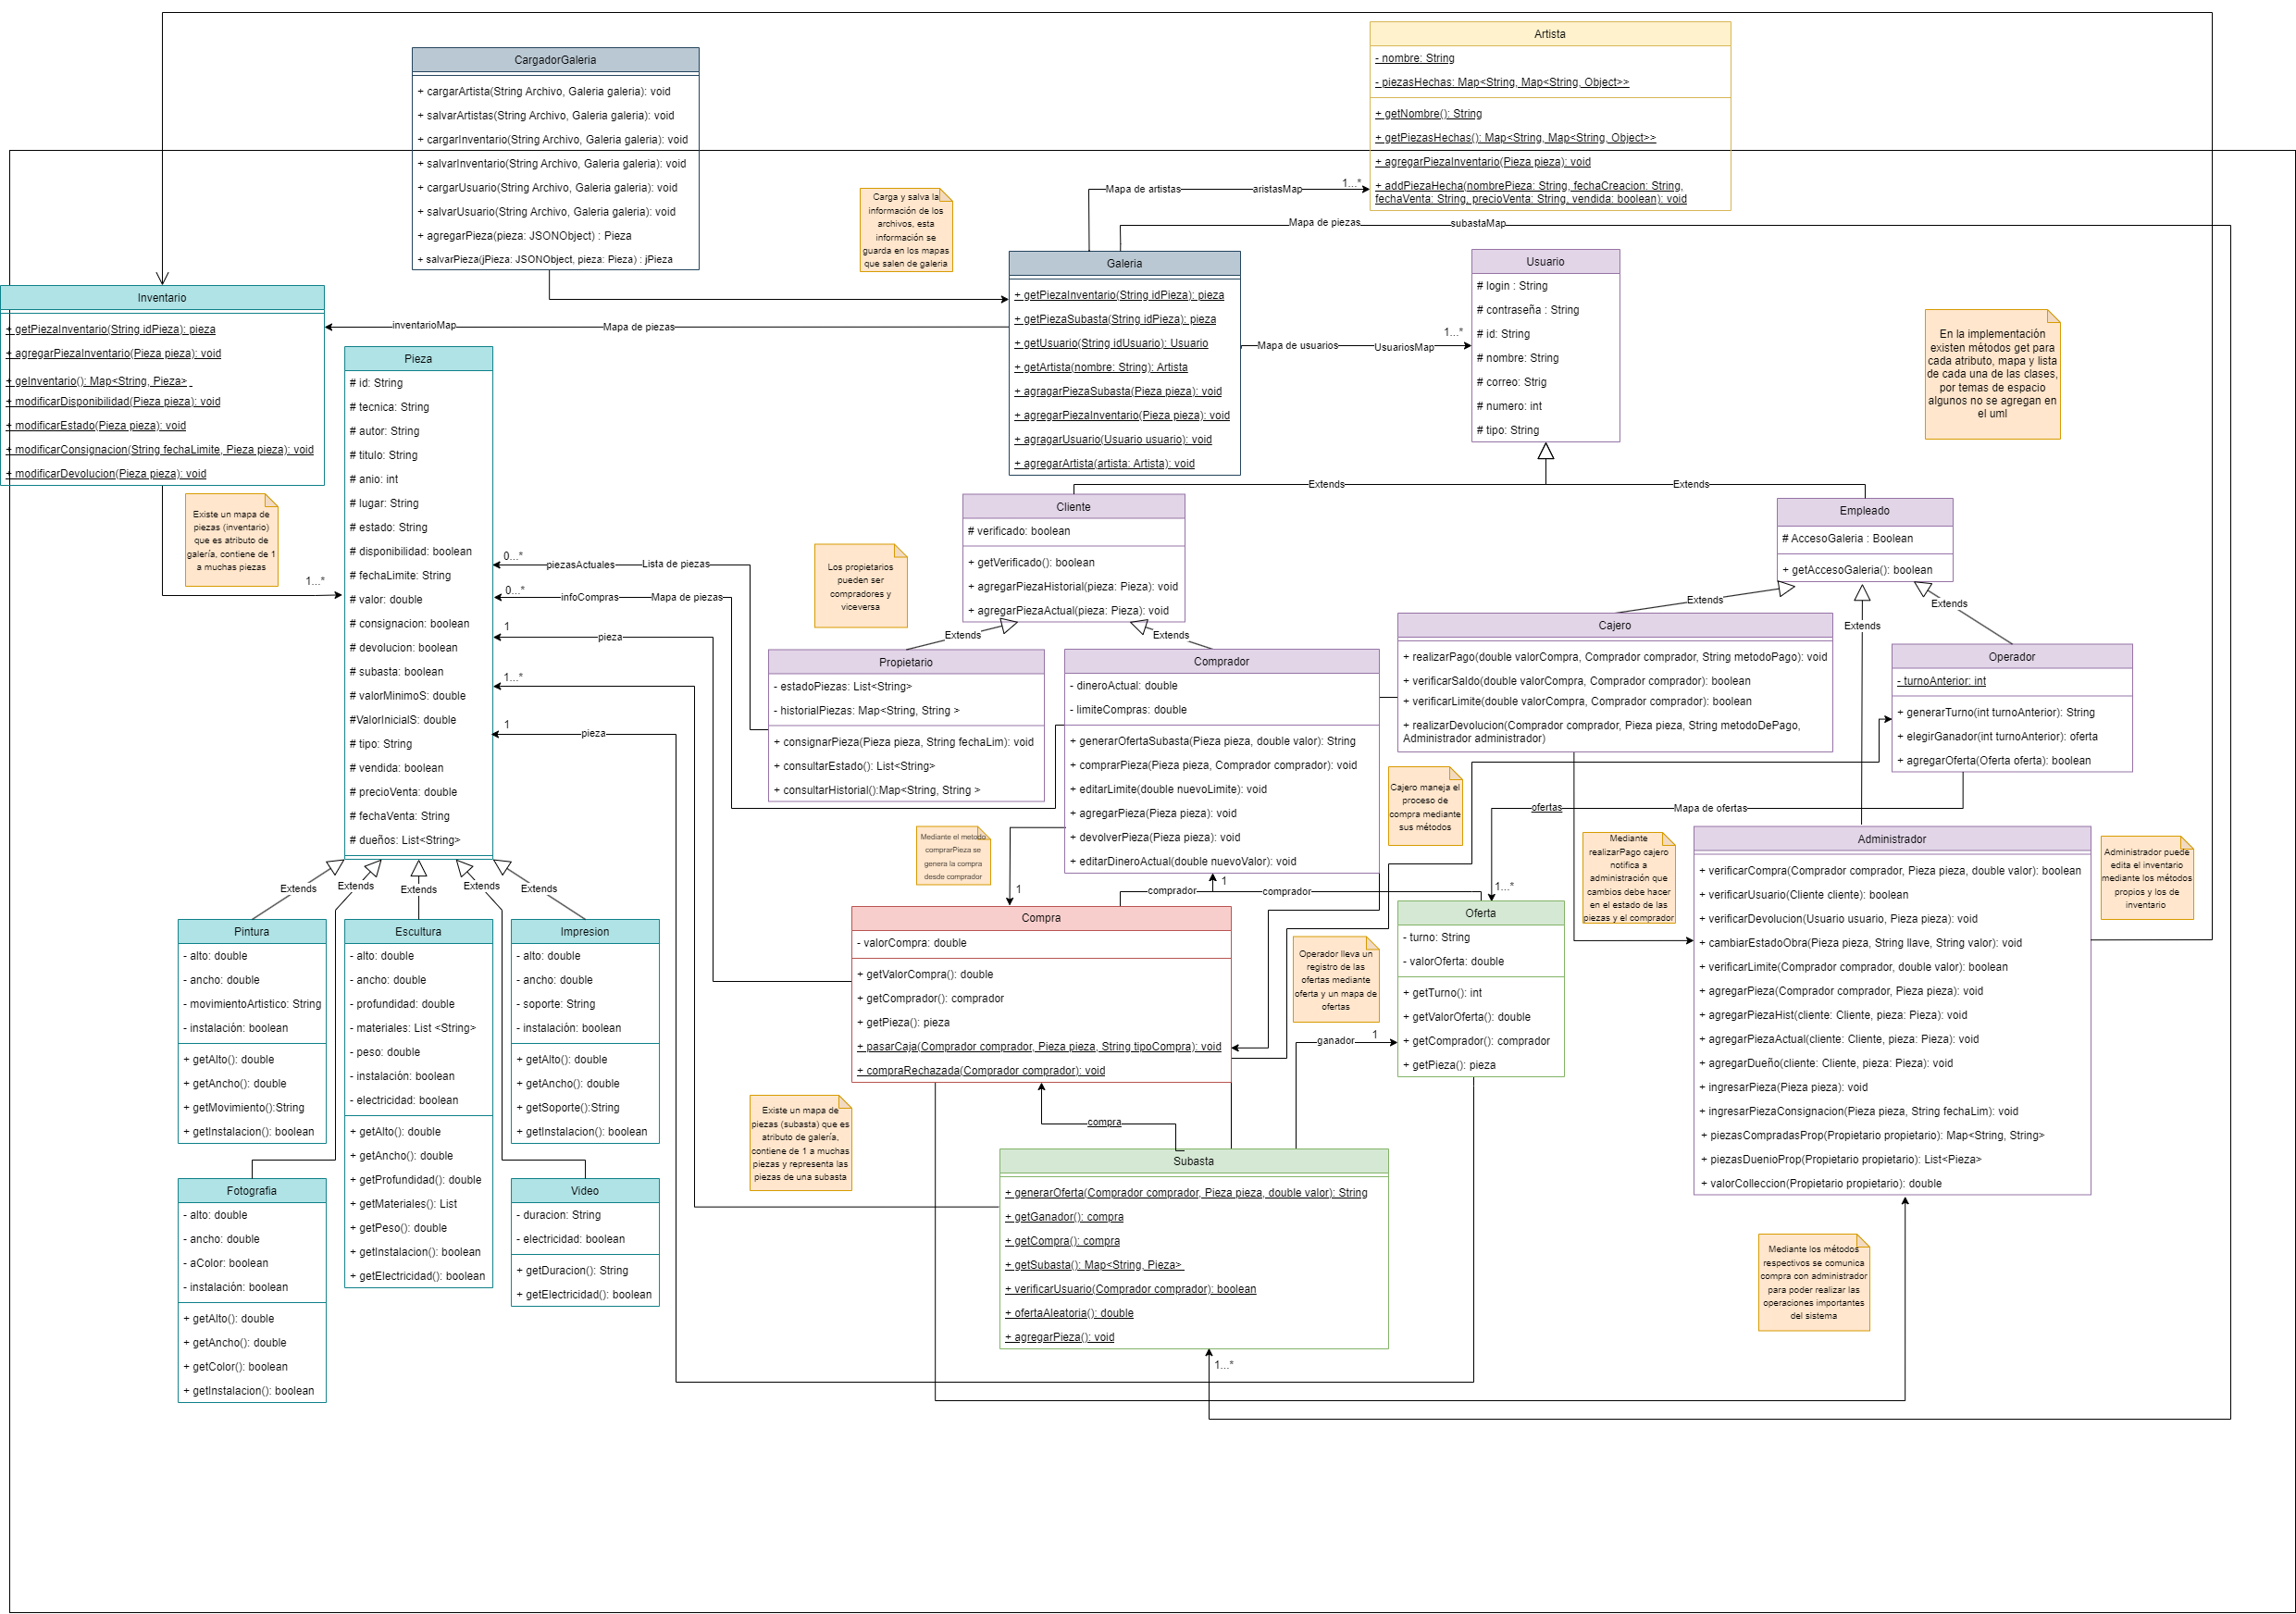 CargadorGaleria
+ cargarArtista(String Archivo, Galeria galeria): void
+ salvarArtistas(String Archivo, Galeria galeria): void
+ cargarInventario(String Archivo, Galeria galeria): void
+ salvarInventario(String Archivo, Galeria galeria): void
+ cargarUsuario(String Archivo, Galeria galeria): void
+ salvarUsuario(String Archivo, Galeria galeria): void
+ agregarPieza(pieza: JSONObject) : Pieza
+ salvarPieza(jPieza: JSONObject, pieza: Pieza) : jPieza
Artista
- nombre: String
- piezasHechas: Map<String, Map<String, Object>>
+ getNombre(): String
+ getPiezasHechas(): Map<String, Map<String, Object>>
+ agregarPiezaInventario(Pieza pieza): void
+ addPiezaHecha(nombrePieza: String, fechaCreacion: String,
fechaVenta: String, precioVenta: String, vendida: boolean): void
Carga y salva la
información de los
archivos, esta
información se
guarda en los mapas
que salen de galeria
Mapa de artistas
aristasMap
1...*
Mapa de piezas
subastaMap
Galeria
+ getPiezaInventario(String idPieza): pieza
+ getPiezaSubasta(String idPieza): pieza
+ getUsuario(String idUsuario): Usuario
+ getArtista(nombre: String): Artista
+ agragarPiezaSubasta(Pieza pieza): void
+ agregarPiezaInventario(Pieza pieza): void
+ agragarUsuario(Usuario usuario): void
+ agregarArtista(artista: Artista): void
Usuario
# login : String
# contraseña : String
# id: String
# nombre: String
# correo: Strig
# numero: int
# tipo: String
Mapa de usuarios
UsuariosMap
1...*
En la implementación
existen métodos get para
cada atributo, mapa y lista
de cada una de las clases,
por temas de espacio
algunos no se agregan en
el uml
Inventario
+ getPiezaInventario(String idPieza): pieza
+ agregarPiezaInventario(Pieza pieza): void
+ geInventario(): Map<String, Pieza>
+ modificarDisponibilidad(Pieza pieza): void
+ modificarEstado(Pieza pieza): void
+ modificarConsignacion(String fechaLimite, Pieza pieza): void
+ modificarDevolucion(Pieza pieza): void
inventarioMap
Mapa de piezas
Existe un mapa de
piezas (inventario)
que es atributo de
galería, contiene de 1
a muchas piezas
1...*
Pieza
# id: String
# tecnica: String
# autor: String
# titulo: String
# anio: int
# lugar: String
# estado: String
# disponibilidad: boolean
# fechaLimite: String
# valor: double
# consignacion: boolean
# devolucion: boolean
# subasta: boolean
# valorMinimoS: double
#ValorInicialS: double
# tipo: String
# vendida: boolean
# precioVenta: double
# fechaVenta: String
# dueños: List<String>
0...*
piezasActuales
Lista de piezas
0...*
infoCompras
Mapa de piezas
1
pieza
1...*
1
pieza
Los propietarios
pueden ser
compradores y
viceversa
Extends
Extends
Cliente
# verificado: boolean
+ getVerificado(): boolean
+ agregarPiezaHistorial(pieza: Pieza): void
+ agregarPiezaActual(pieza: Pieza): void
Empleado
# AccesoGaleria : Boolean
+ getAccesoGaleria(): boolean
Extends
Extends
Extends
Extends
Extends
Propietario
- estadoPiezas: List<String>
- historialPiezas: Map<String, String >
+ consignarPieza(Pieza pieza, String fechaLim): void
+ consultarEstado(): List<String>
+ consultarHistorial():Map<String, String >
Comprador
- dineroActual: double
- limiteCompras: double
+ generarOfertaSubasta(Pieza pieza, double valor): String
+ comprarPieza(Pieza pieza, Comprador comprador): void
+ editarLimite(double nuevoLimite): void
+ agregarPieza(Pieza pieza): void
+ devolverPieza(Pieza pieza): void
+ editarDineroActual(double nuevoValor): void
Cajero
+ realizarPago(double valorCompra, Comprador comprador, String metodoPago): void
+ verificarSaldo(double valorCompra, Comprador comprador): boolean
+ verificarLimite(double valorCompra, Comprador comprador): boolean
+ realizarDevolucion(Comprador comprador, Pieza pieza, String metodoDePago,
Administrador administrador)
Operador
- turnoAnterior: int
+ generarTurno(int turnoAnterior): String
+ elegirGanador(int turnoAnterior): oferta
+ agregarOferta(Oferta oferta): boolean
Cajero maneja el
proceso de
compra mediante
sus métodos
ofertas
Mapa de ofertas
Mediante el metodo
comprarPieza se
genera la compra
desde comprador
Mediante
realizarPago cajero
notifica a
administración que
cambios debe hacer
en el estado de las
piezas y el comprador
Administrador
+ verificarCompra(Comprador comprador, Pieza pieza, double valor): boolean
+ verificarUsuario(Cliente cliente): boolean
+ verificarDevolucion(Usuario usuario, Pieza pieza): void
+ cambiarEstadoObra(Pieza pieza, String llave, String valor): void
+ verificarLimite(Comprador comprador, double valor): boolean
+ agregarPieza(Comprador comprador, Pieza pieza): void
+ agregarPiezaHist(cliente: Cliente, pieza: Pieza): void
+ agregarPiezaActual(cliente: Cliente, pieza: Pieza): void
+ agregarDueño(cliente: Cliente, pieza: Pieza): void
+ ingresarPieza(Pieza pieza): void
+ ingresarPiezaConsignacion(Pieza pieza, String fechaLim): void
+ piezasCompradasProp(Propietario propietario): Map<String, String>
+ piezasDuenioProp(Propietario propietario): List<Pieza>
+ valorColleccion(Propietario propietario): double
Administrador puede
edita el inventario
mediante los métodos
propios y los de
inventario
Extends
Extends
Extends
Extends
Extends
1
comprador
1
comprador
1...*
Compra
- valorCompra: double
+ getValorCompra(): double
+ getComprador(): comprador
+ getPieza(): pieza
+ pasarCaja(Comprador comprador, Pieza pieza, String tipoCompra): void
+ compraRechazada(Comprador comprador): void
Oferta
- turno: String
- valorOferta: double
+ getTurno(): int
+ getValorOferta(): double
+ getComprador(): comprador
+ getPieza(): pieza
Operador lleva un
registro de las
ofertas mediante
oferta y un mapa de
ofertas
ganador
1
Pintura
- alto: double
- ancho: double
- movimientoArtistico: String
- instalación: boolean
+ getAlto(): double
+ getAncho(): double
+ getMovimiento():String
+ getInstalacion(): boolean
Escultura
- alto: double
- ancho: double
- profundidad: double
- materiales: List <String>
- peso: double
- instalación: boolean
- electricidad: boolean
+ getAlto(): double
+ getAncho(): double
+ getProfundidad(): double
+ getMateriales(): List
+ getPeso(): double
+ getInstalacion(): boolean
+ getElectricidad(): boolean
Impresion
- alto: double
- ancho: double
- soporte: String
- instalación: boolean
+ getAlto(): double
+ getAncho(): double
+ getSoporte():String
+ getInstalacion(): boolean
Existe un mapa de
piezas (subasta) que es
atributo de galería,
contiene de 1 a muchas
piezas y representa las
piezas de una subasta
compra
Subasta
+ generarOferta(Comprador comprador, Pieza pieza, double valor): String
+ getGanador(): compra
+ getCompra(): compra
+ getSubasta(): Map<String, Pieza>
+ verificarUsuario(Comprador comprador): boolean
+ ofertaAleatoria(): double
+ agregarPieza(): void
1...*
Fotografia
- alto: double
- ancho: double
- aColor: boolean
- instalación: boolean
+ getAlto(): double
+ getAncho(): double
+ getColor(): boolean
+ getInstalacion(): boolean
Video
- duracion: String
- electricidad: boolean
+ getDuracion(): String
+ getElectricidad(): boolean
Mediante los métodos
respectivos se comunica
compra con administrador
para poder realizar las
operaciones importantes
del sistema